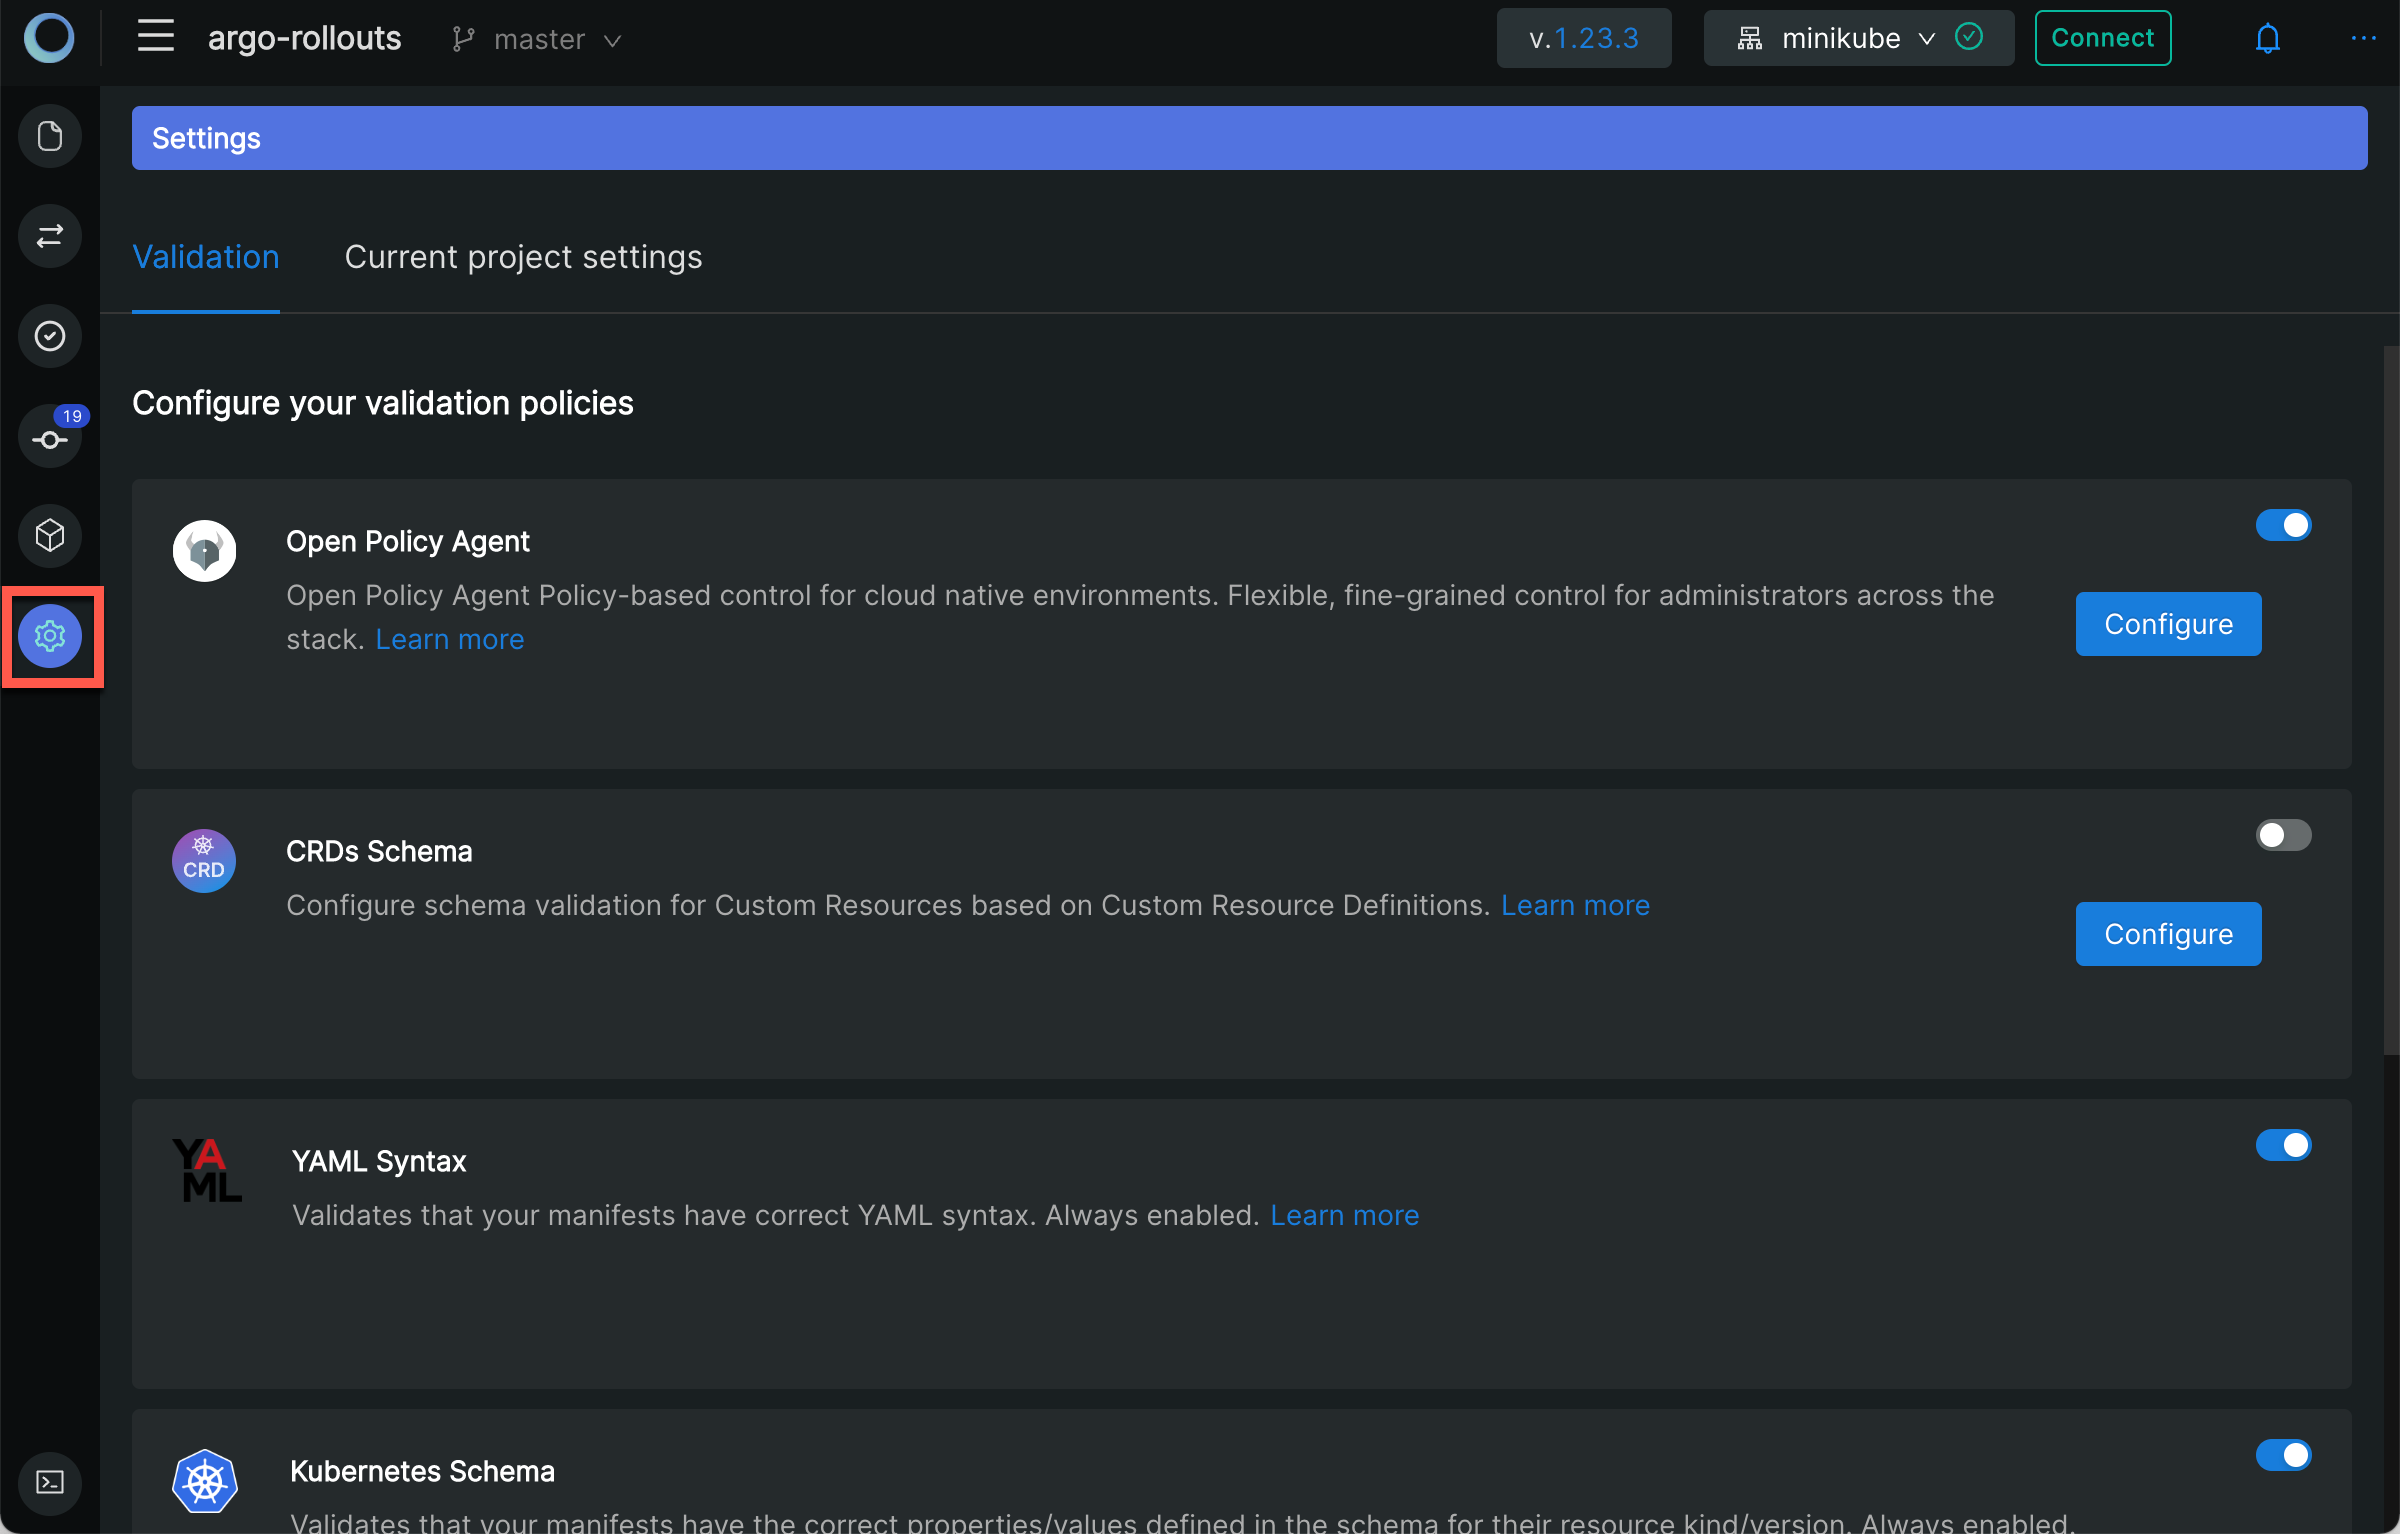 argo-rollouts
master
v.1.23.3
minikube
Connect
Settings
Validation
Current project settings
19
Configure your validation policies
Open Policy Agent
Open Policy Agent Policy-based control for cloud native environments. Flexible, fine-grained control for administrators across the
stack. Learn more
Configure
CRD
CRDs Schema
Configure schema validation for Custom Resources based on Custom Resource Definitions. Learn more
Configure
YA
ML
YAML Syntax
Validates that your manifests have correct YAML syntax. Always enabled. Learn more
Kubernetes Schema
Validates that your manifests have the correct properties/values defined in the schema for their resource kind/version. Always enabled.